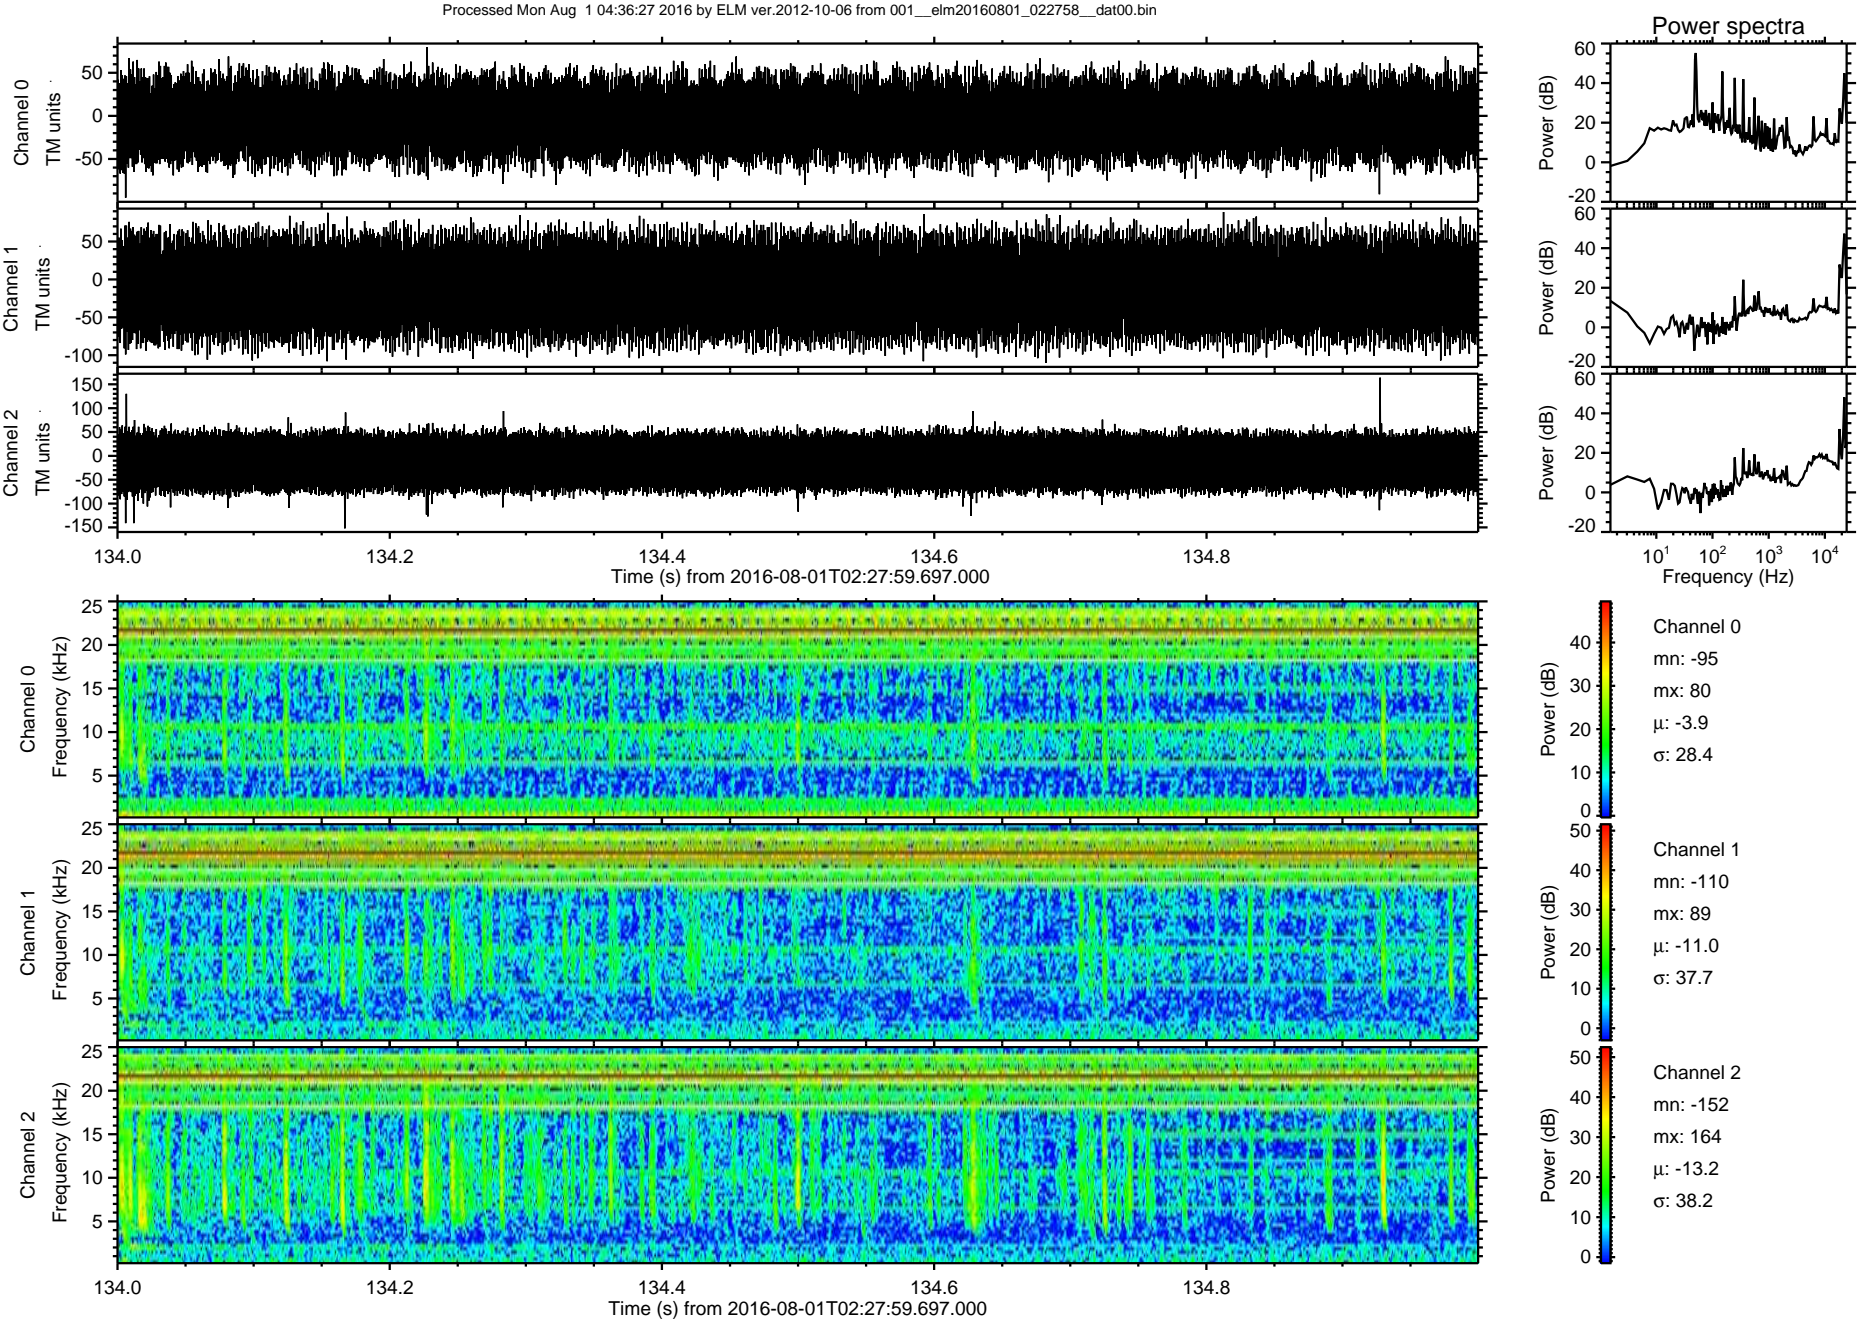 Processed Mon Aug  1 04:36:27 2016 by ELM ver.2012-10-06 from 001__elm20160801_022758__dat00.bin
Power spectra
Channel 0
TM units
50
0
-50
Power (dB)
60
40
20
0
-20
Channel 1
TM units
50
0
-50
-100
Power (dB)
60
40
20
0
-20
Channel 2
TM units
150
100
50
0
-50
-100
-150
Power (dB)
60
40
20
0
-20
134.0 134.2 134.4 134.6 134.8
Time (s) from 2016-08-01T02:27:59.697.000
10¹ 10² 10³ 10⁴
Frequency (Hz)
Channel 0
Frequency (kHz)
25
20
15
10
5
Power (dB)
40
30
20
10
0
Channel 0
mn: -95
mx: 80
μ: -3.9
σ: 28.4
Channel 1
Frequency (kHz)
25
20
15
10
5
Power (dB)
50
40
30
20
10
0
Channel 1
mn: -110
mx: 89
μ: -11.0
σ: 37.7
Channel 2
Frequency (kHz)
25
20
15
10
5
Power (dB)
50
40
30
20
10
0
Channel 2
mn: -152
mx: 164
μ: -13.2
σ: 38.2
134.0 134.2 134.4 134.6 134.8
Time (s) from 2016-08-01T02:27:59.697.000